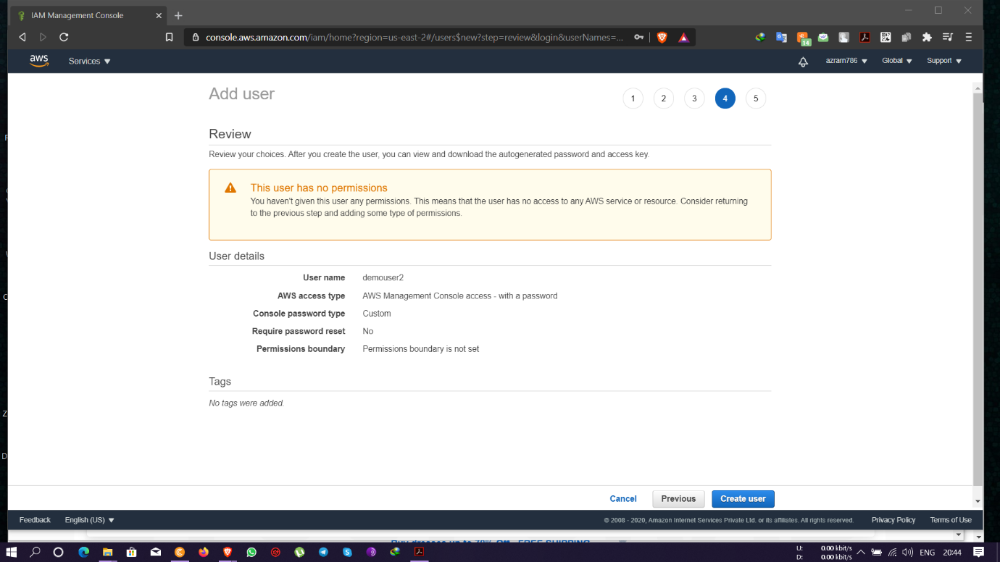 IAM Management Console
console.aws.amazon.com/iam/home?region=us-east-2#/users$new?step=review&login&userNames=...
14
aws
Services
azram786
Global
Support
Add user
1
2
3
4
5
Review
Review your choices. After you create the user, you can view and download the autogenerated password and access key.
This user has no permissions
You haven't given this user any permissions. This means that the user has no access to any AWS service or resource. Consider returning
to the previous step and adding some type of permissions.
User details
User name demouser2
AWS access type AWS Management Console access - with a password
Console password type Custom
Require password reset No
Permissions boundary Permissions boundary is not set
Tags
No tags were added.
Cancel
Previous
Create user
Feedback
English (US)
© 2008 - 2020, Amazon Internet Services Private Ltd. or its affiliates. All rights reserved.
Privacy Policy
Terms of Use
U: 0.00 kbit/s
D: 0.00 kbit/s
ENG
20:44